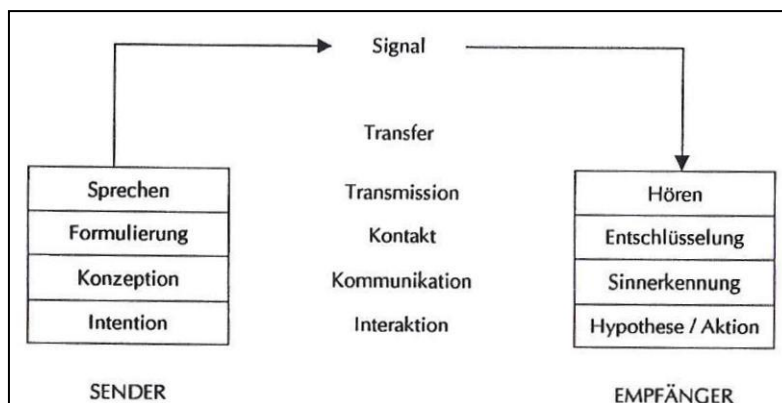 Signal
Transfer
Sprechen Transmission Hören
Formulierung Kontakt Entschlüsselung
Konzeption Kommunikation Sinnerkennung
Intention Interaktion Hypothese / Aktion
SENDER EMPFÄNGER